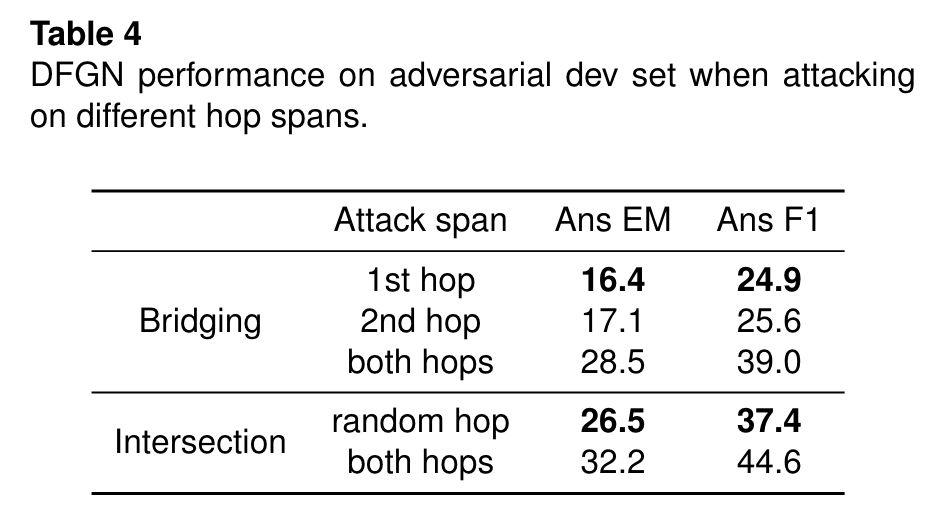 Table 4
DFGN performance on adversarial dev set when attacking
on different hop spans.
Attack span Ans EM Ans F1
1st hop 16.4 24.9
Bridging 2nd hop 17.1 25.6
both hops 28.5 39.0
Intersection random hop 26.5 37.4
both hops 32.2 44.6